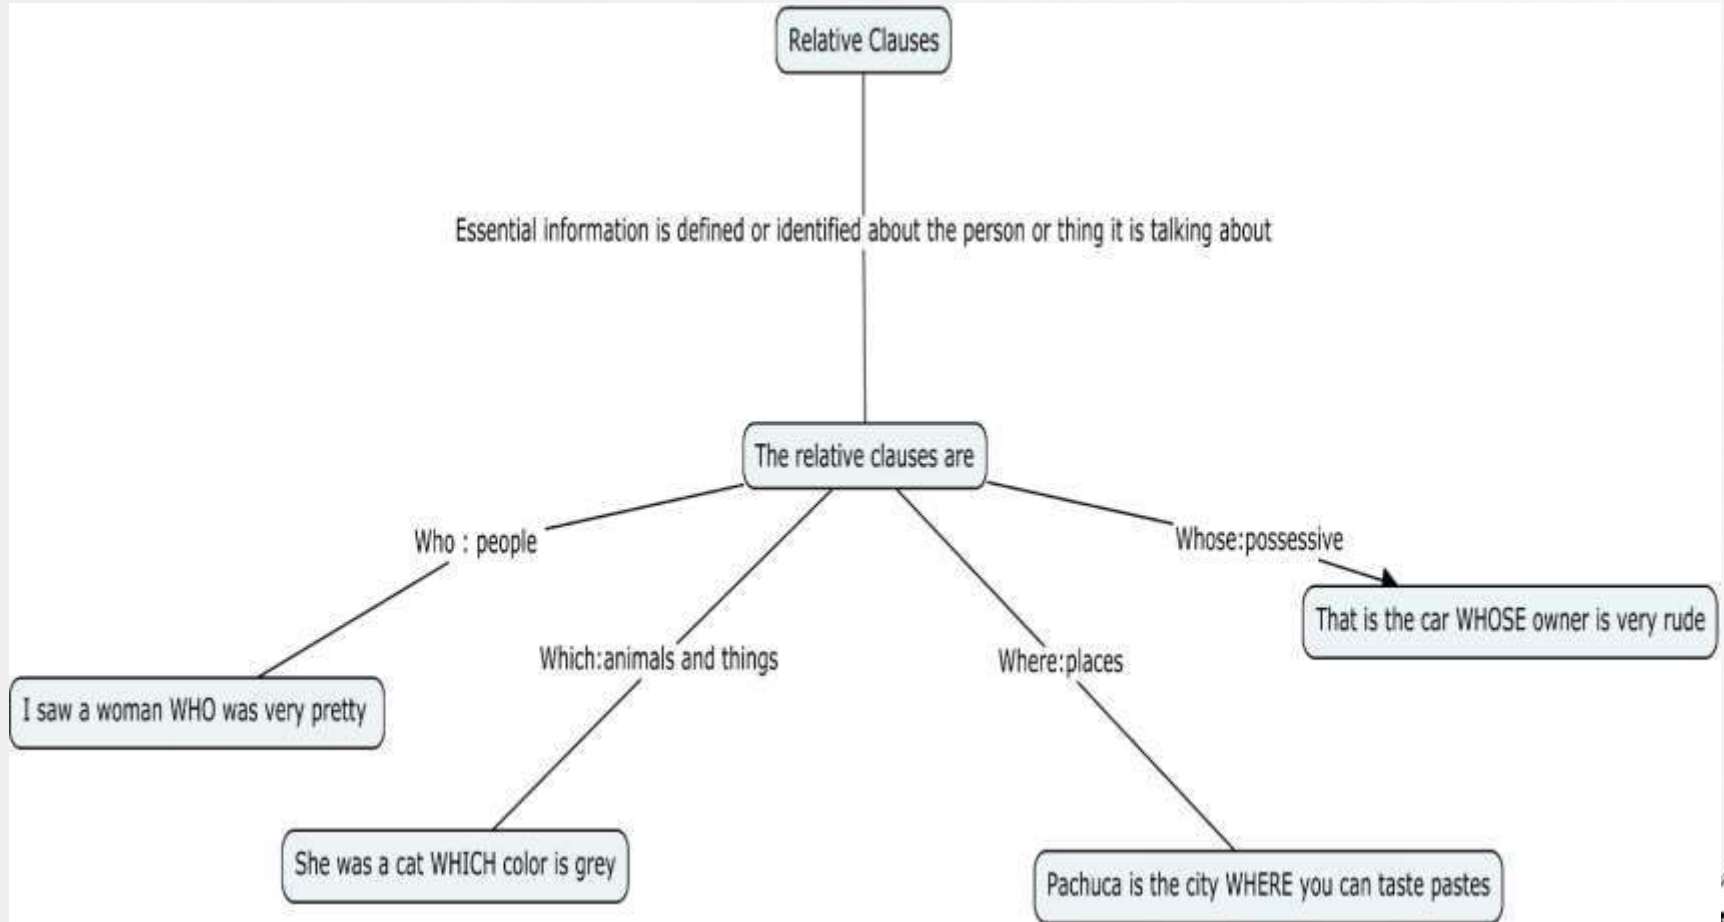 Relative Clauses
Essential information is defined or identified about the person or thing it is talking about
The relative clauses are
Who : people
Whose:possessive
That is the car WHOSE owner is very rude
Which:animals and things
Where:places
I saw a woman WHO was very pretty
She was a cat WHICH color is grey
Pachuca is the city WHERE you can taste pastes